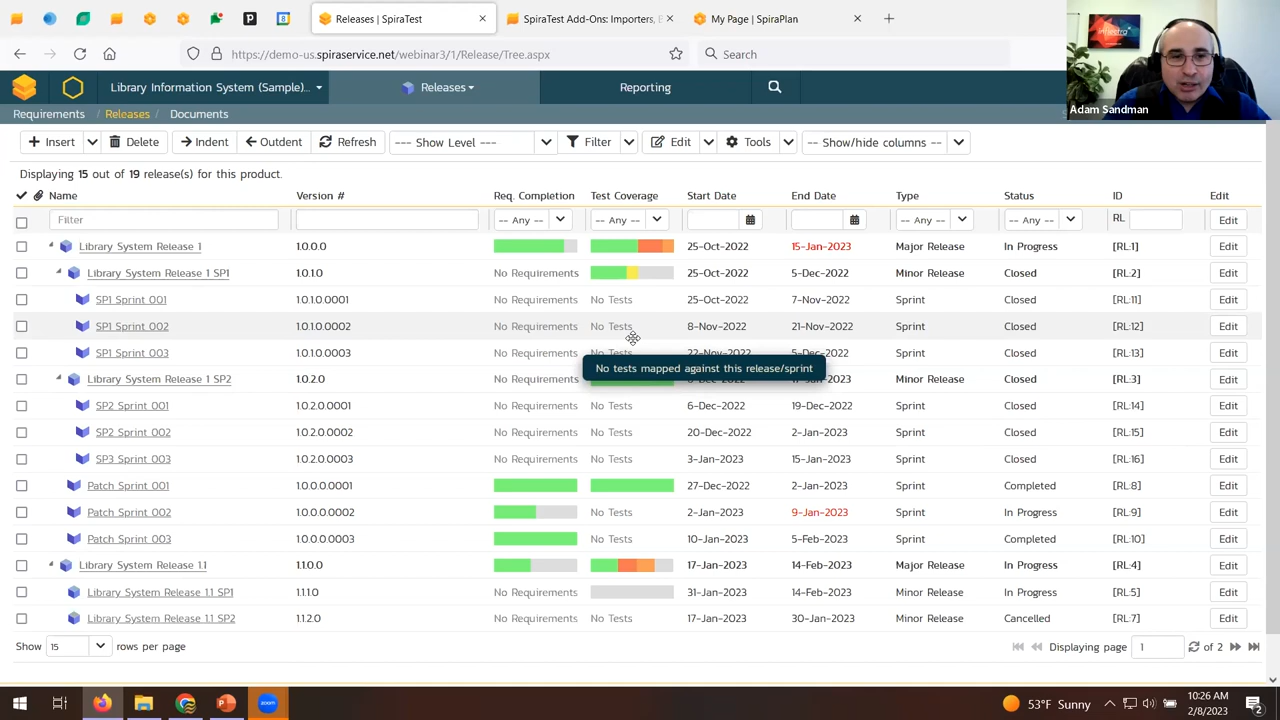 Releases | SpiraTest
SpiraTest Add-Ons: Importers,
My Page | SpiraPlan
https://demo-us.spiraservice.net/webinar3/1/Release/Tree.aspx
Search
Adam Sandman
Library Information System (Sample)...
Releases
Reporting
Requirements Releases Documents
Insert Delete Indent Outdent Refresh --- Show Level --- Filter Edit Tools -- Show/hide columns --
Displaying 15 out of 19 release(s) for this product.
Name Version # Req. Completion Test Coverage Start Date End Date Type Status ID Edit
Filter -- Any -- -- Any -- -- Any -- -- Any -- RL Edit
Library System Release 1 1.0.0.0 25-Oct-2022 15-Jan-2023 Major Release In Progress [RL:1] Edit
Library System Release 1 SP1 1.0.1.0 No Requirements 25-Oct-2022 5-Dec-2022 Minor Release Closed [RL:2] Edit
SP1 Sprint 001 1.0.1.0.0001 No Requirements No Tests 25-Oct-2022 7-Nov-2022 Sprint Closed [RL:11] Edit
SP1 Sprint 002 1.0.1.0.0002 No Requirements No Tests 8-Nov-2022 21-Nov-2022 Sprint Closed [RL:12] Edit
SP1 Sprint 003 1.0.1.0.0003 No Requirements No Tests 22-Nov-2022 5-Dec-2022 Sprint Closed [RL:13] Edit
No tests mapped against this release/sprint
Library System Release 1 SP2 1.0.2.0 No Requirements Minor Release Closed [RL:3] Edit
SP2 Sprint 001 1.0.2.0.0001 No Requirements No Tests 6-Dec-2022 19-Dec-2022 Sprint Closed [RL:14] Edit
SP2 Sprint 002 1.0.2.0.0002 No Requirements No Tests 20-Dec-2022 2-Jan-2023 Sprint Closed [RL:15] Edit
SP3 Sprint 003 1.0.2.0.0003 No Requirements No Tests 3-Jan-2023 15-Jan-2023 Sprint Closed [RL:16] Edit
Patch Sprint 001 1.0.0.0.0001 27-Dec-2022 2-Jan-2023 Sprint Completed [RL:8] Edit
Patch Sprint 002 1.0.0.0.0002 No Tests 2-Jan-2023 9-Jan-2023 Sprint In Progress [RL:9] Edit
Patch Sprint 003 1.0.0.0.0003 No Tests 10-Jan-2023 5-Feb-2023 Sprint Completed [RL:10] Edit
Library System Release 1.1 1.1.0.0 17-Jan-2023 14-Feb-2023 Major Release In Progress [RL:4] Edit
Library System Release 1.1 SP1 1.1.1.0 No Requirements 31-Jan-2023 14-Feb-2023 Minor Release In Progress [RL:5] Edit
Library System Release 1.1 SP2 1.1.2.0 No Requirements No Tests 17-Jan-2023 30-Jan-2023 Minor Release Cancelled [RL:7] Edit
Show 15 rows per page Displaying page 1 of 2
53°F Sunny
10:26 AM
2/8/2023
2